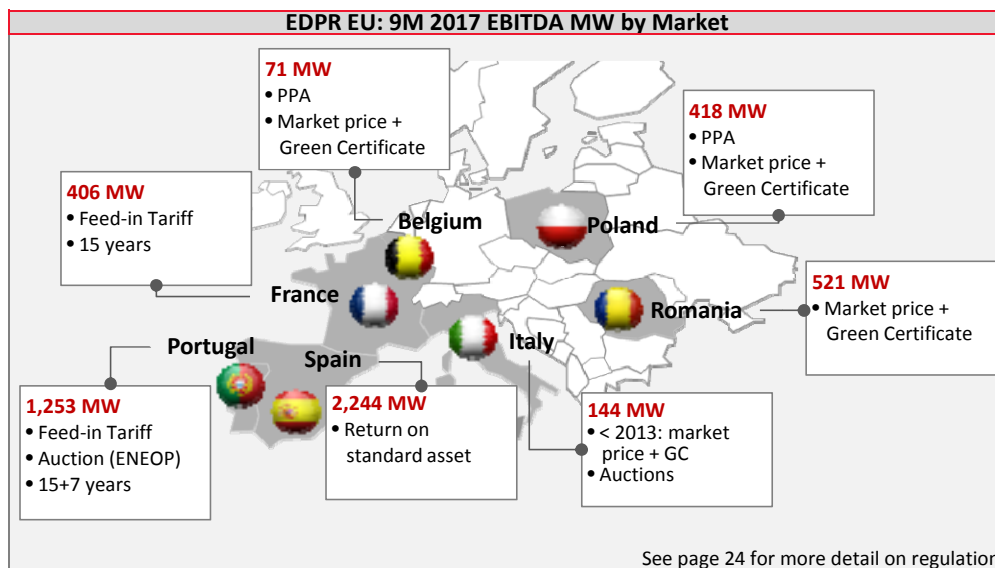 EDPR EU: 9M 2017 EBITDA MW by Market
71 MW
• PPA
• Market price +
Green Certificate
418 MW
• PPA
• Market price +
Green Certificate
406 MW
• Feed-in Tariff
• 15 years
Belgium
Poland
521 MW
• Market price +
Green Certificate
France
Romania
Italy
Portugal
Spain
1,253 MW
• Feed-in Tariff
• Auction (ENEOP)
• 15+7 years
2,244 MW
• Return on
standard asset
144 MW
• < 2013: market
price + GC
• Auctions
See page 24 for more detail on regulation